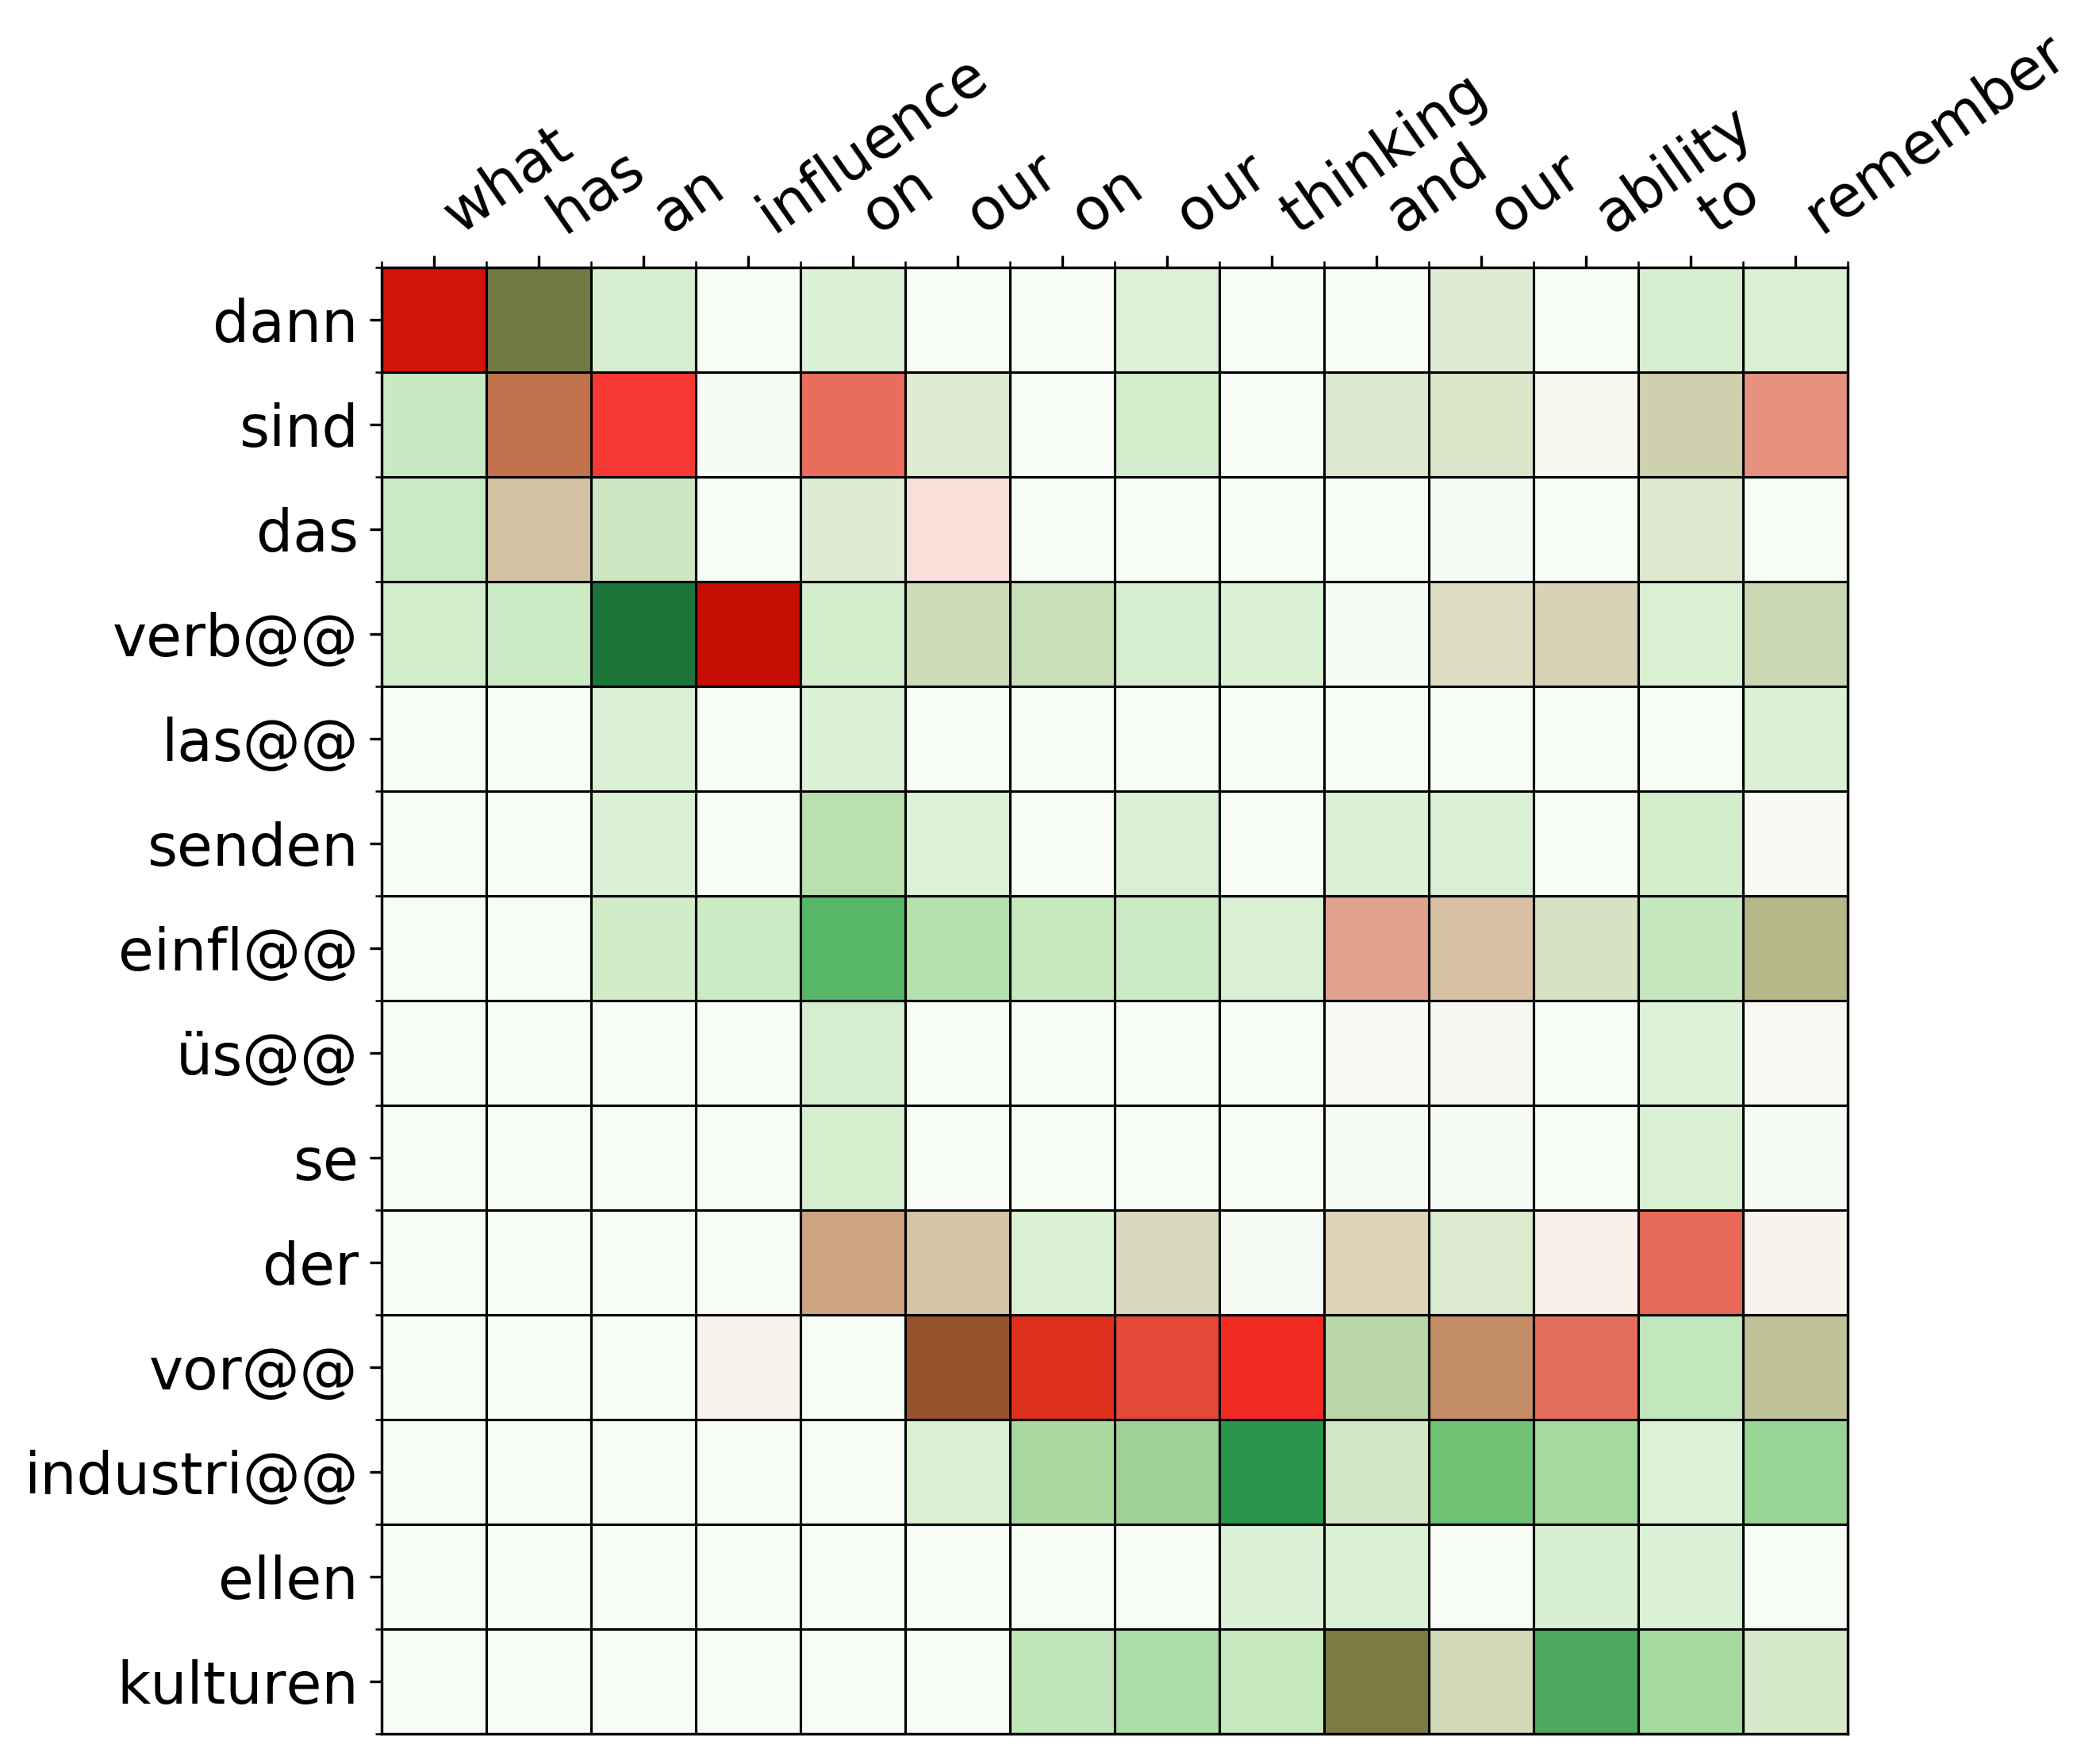 what has an influence on our on our thinking and our ability to remember
dann
sind
das
verb@@
las@@
senden
einfl@@
üs@@
se
der
vor@@
industri@@
ellen
kulturen